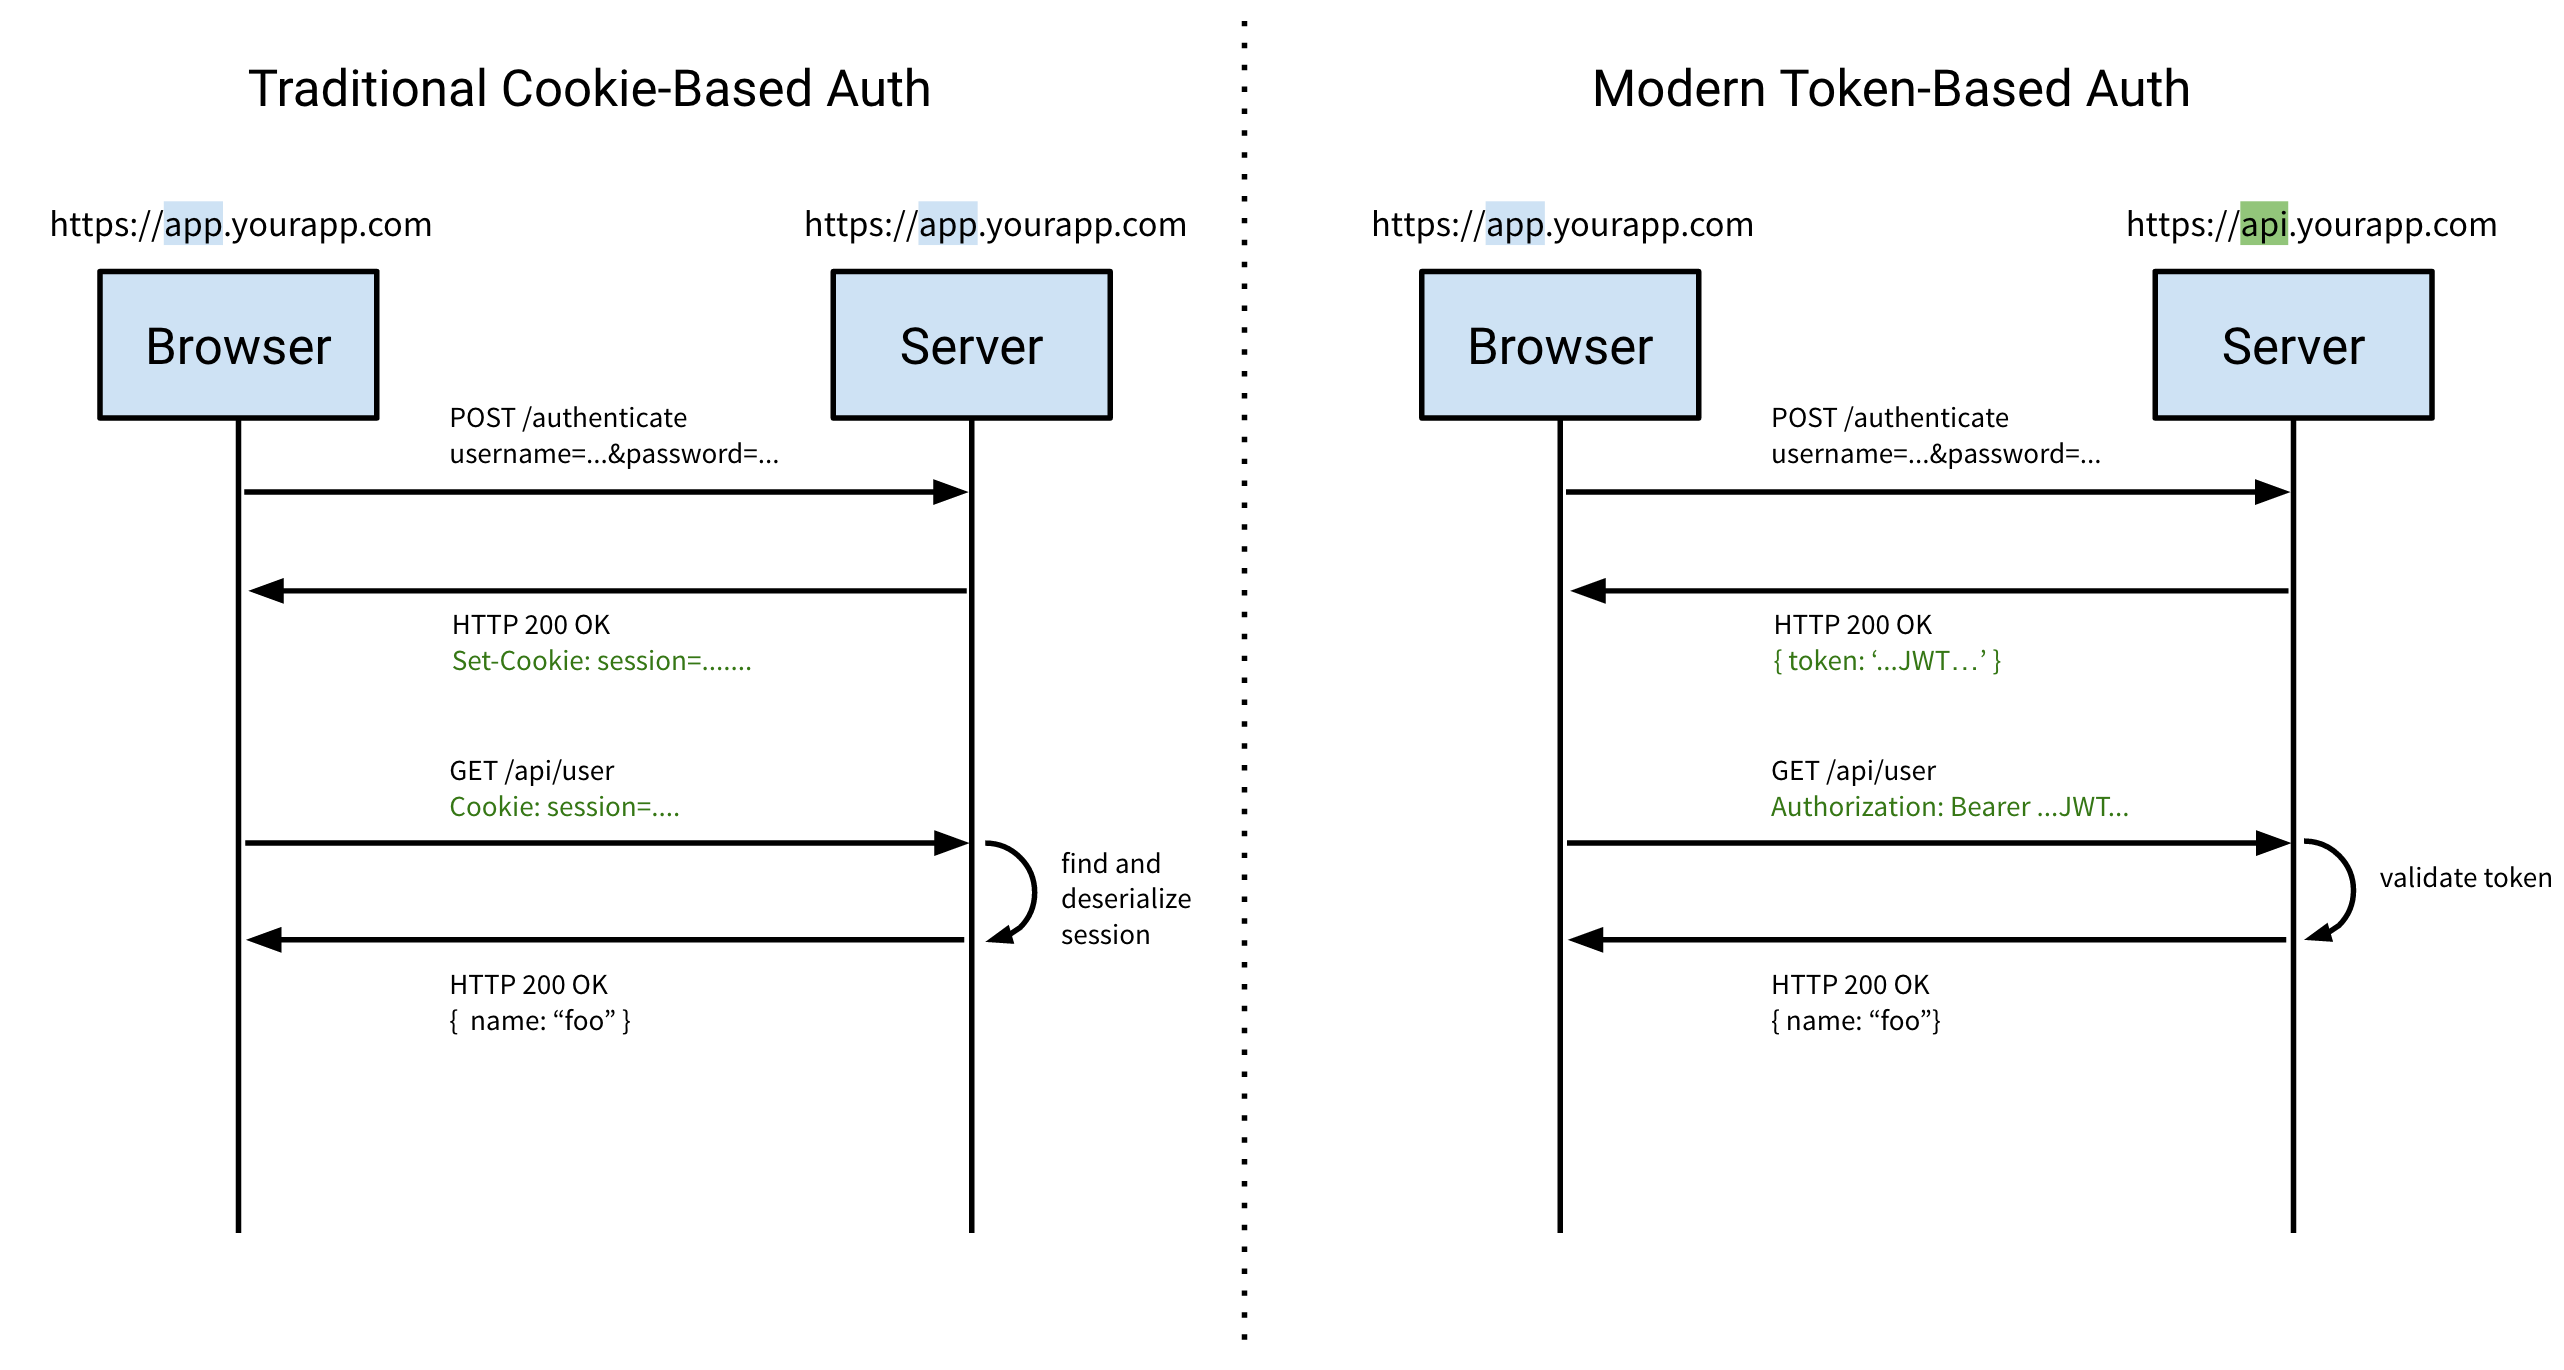 Traditional Cookie-Based Auth
https://app.yourapp.com
https://app.yourapp.com
Browser
Server
POST /authenticate
username=...&password=...
HTTP 200 OK
Set-Cookie: session=.......
GET /api/user
Cookie: session=....
find and
deserialize
session
HTTP 200 OK
{  name: “foo” }
Modern Token-Based Auth
https://app.yourapp.com
https://api.yourapp.com
Browser
Server
POST /authenticate
username=...&password=...
HTTP 200 OK
{ token: ‘...JWT…’ }
GET /api/user
Authorization: Bearer ...JWT...
validate token
HTTP 200 OK
{ name: “foo”}